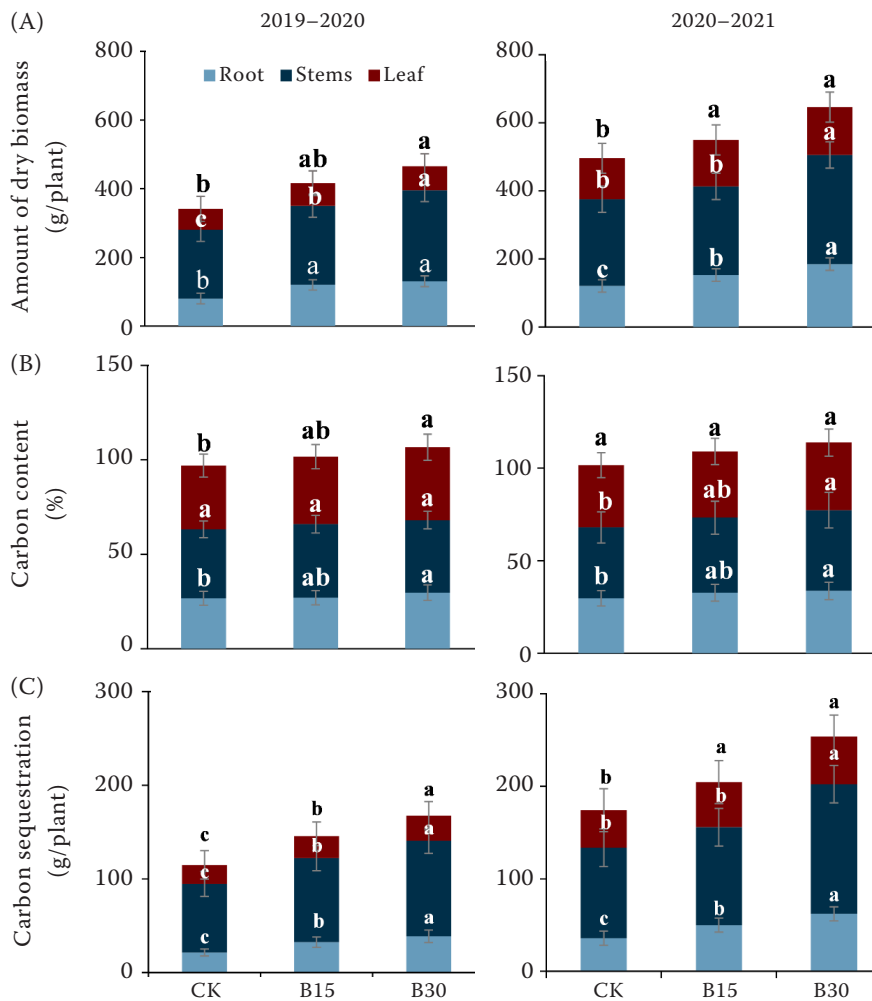 (A)
2019–2020
2020–2021
Amount of dry biomass
(g/plant)
800
600
400
200
0
Root Stems Leaf
b ab a
c b a
b a a
800
600
400
200
0
b a a
b b a
c b a
(B)
Carbon content
(%)
150
100
50
0
b ab a
a a a
b ab a
150
100
50
0
a a a
b ab a
b ab a
(C)
Carbon sequestration
(g/plant)
300
200
100
0
c b a
c b a
c b a
CK B15 B30
300
200
100
0
b a a
b b a
c b a
CK B15 B30